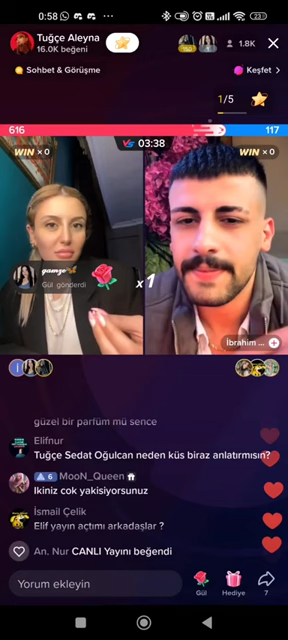 0:58
23
Tuğçe Aleyna
16.0K beğeni
1.8K
Sohbet & Görüşme
Keşfet >
1/5
616
VS 03:38
117
WIN × 0
WIN × 0
gamze
Gül gönderdi
x1
İbrahim ...
güzel bir parfüm mü sence
Elifnur
Tuğçe Sedat Oğulcan neden küs biraz anlatırmısın?
6 MooN_Queen
Ikiniz cok yakisiyorsunuz
İsmail Çelik
Elif yayın açtımı arkadaşlar ?
An. Nur CANLI Yayını beğendi
Yorum ekleyin
Gül
Hediye
7